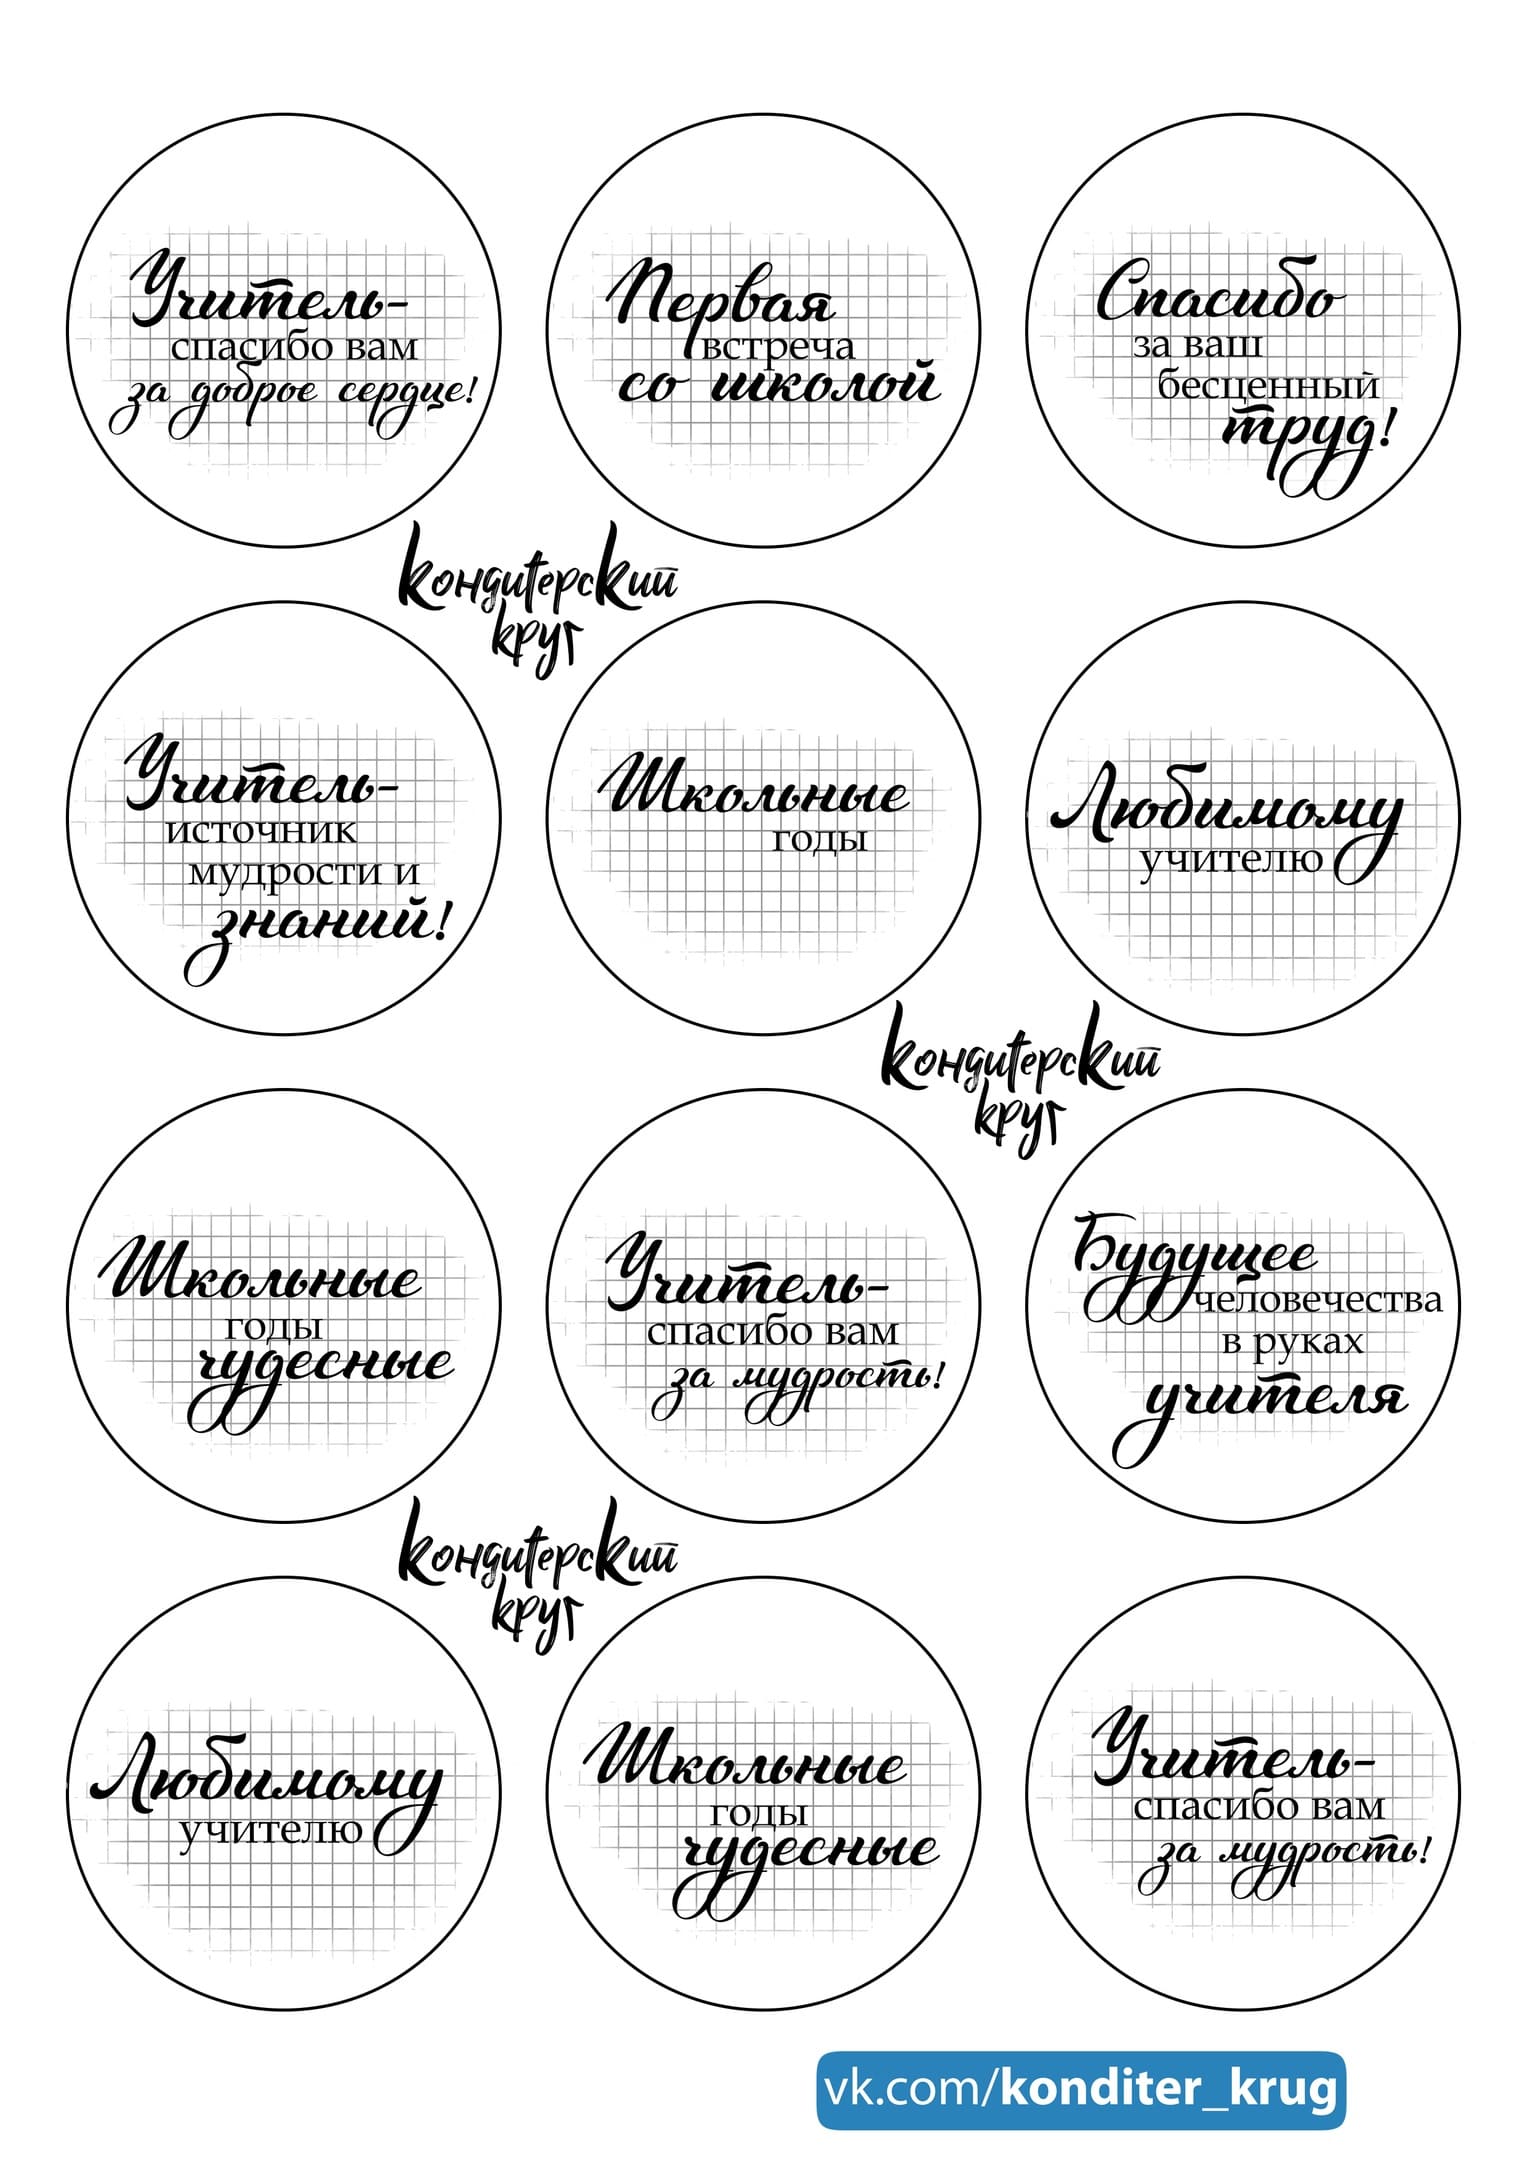 Учитель-
спасибо вам
за доброе сердце!
Первая
встреча
со школой
Спасибо
за ваш
бесценный
труд!
Кондитерский
круг
Учитель-
источник
мудрости и
знаний!
Школьные
годы
Любимому
учителю
Кондитерский
круг
Школьные
годы
чудесные
Учитель-
спасибо вам
за мудрость!
Будущее
человечества
в руках
учителя
Кондитерский
круг
Любимому
учителю
Школьные
годы
чудесные
Учитель-
спасибо вам
за мудрость!
vk.com/konditer_krug